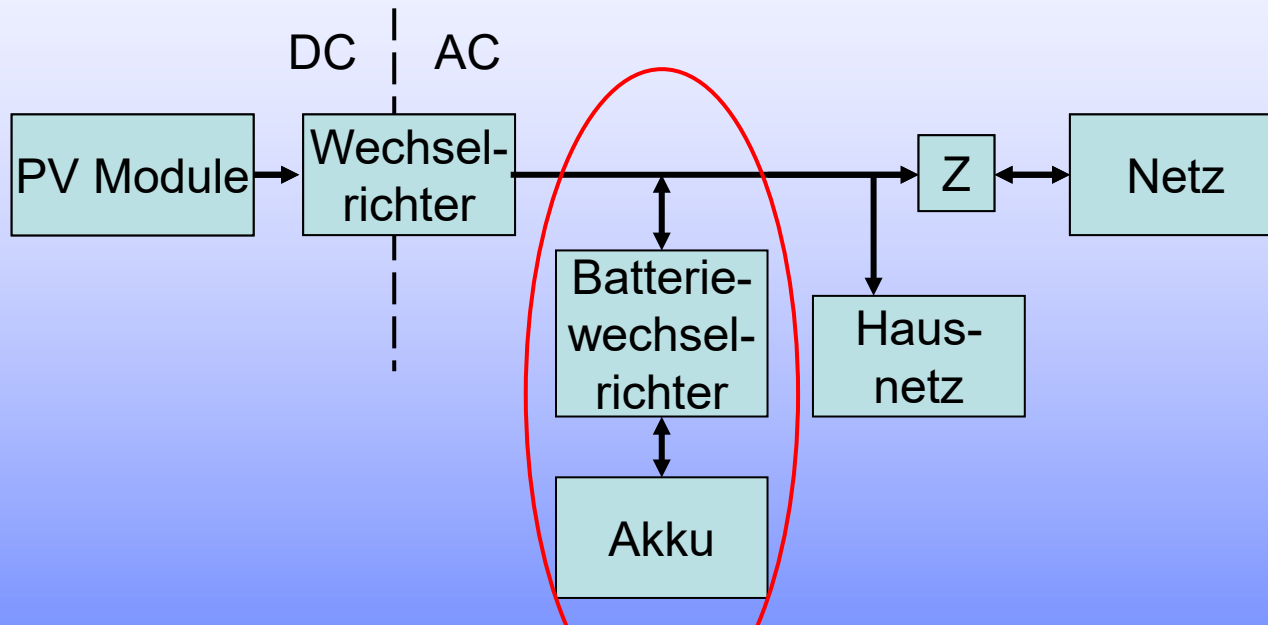 DC
AC
PV Module
Wechsel-
richter
Z
Netz
Batterie-
wechsel-
richter
Haus-
netz
Akku